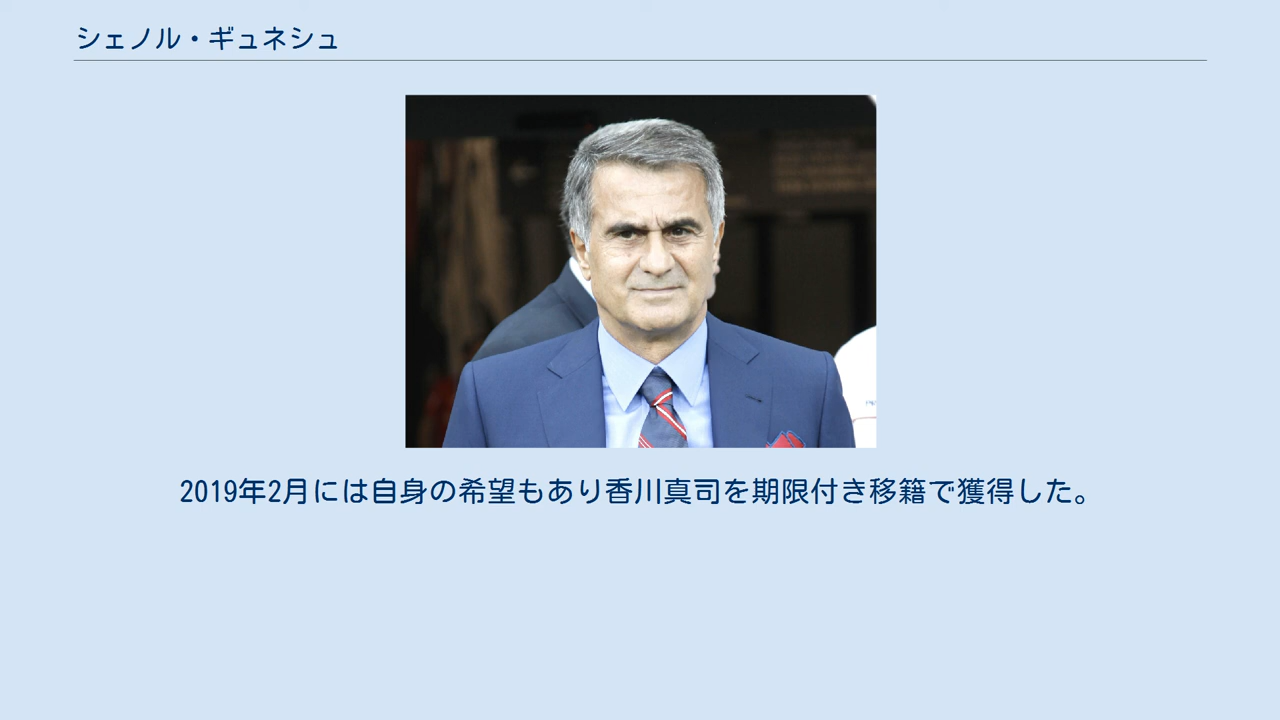 シェノル・ギュネシュ
2019年2月には自身の希望もあり香川真司を期限付き移籍で獲得した。